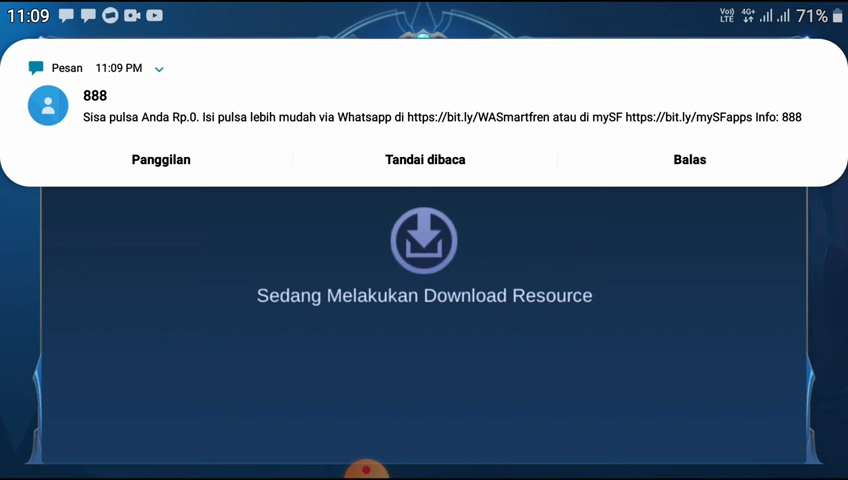 11:09 VoLTE 4G+ 71%
Pesan 11:09 PM
888
Sisa pulsa Anda Rp.0. Isi pulsa lebih mudah via Whatsapp di https://bit.ly/WASmartfren atau di mySF https://bit.ly/mySFapps Info: 888
Panggilan Tandai dibaca Balas
Sedang Melakukan Download Resource